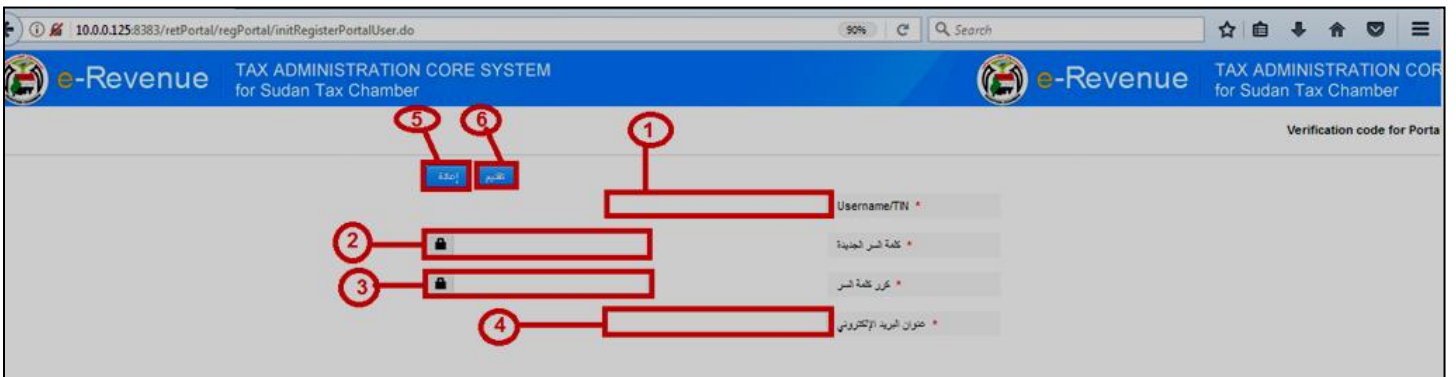 10.0.0.125:8383/retPortal/regPortal/initRegisterPortalUser.do 90% Search
e-Revenue TAX ADMINISTRATION CORE SYSTEM for Sudan Tax Chamber
e-Revenue TAX ADMINISTRATION COR for Sudan Tax Chamber
Verification code for Porta
5 6 1
إعادة تقديم
Username/TIN *
2
* كلمة السر الجديدة
3
* كرر كلمة السر
4
* عنوان البريد الإلكتروني